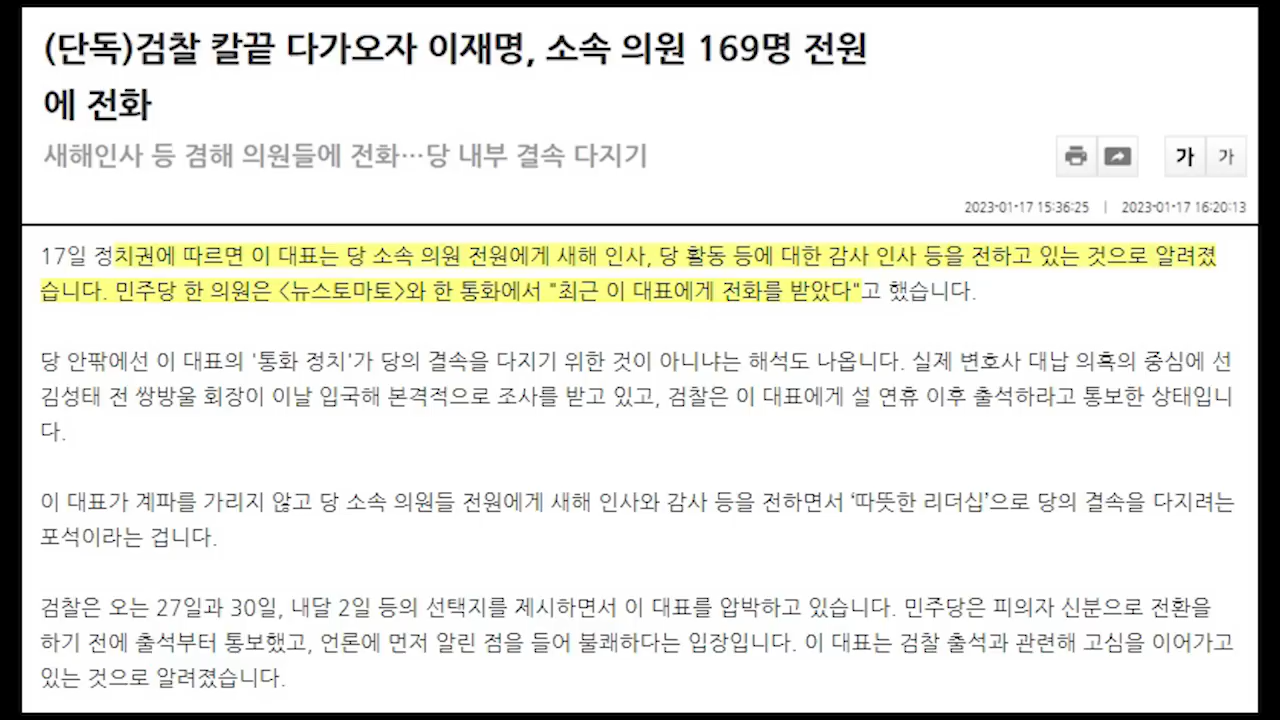 (단독)검찰 칼끝 다가오자 이재명, 소속 의원 169명 전원
에 전화
새해인사 등 겸해 의원들에 전화…당 내부 결속 다지기
가 가
2023-01-17 15:36:25 | 2023-01-17 16:20:13
17일 정치권에 따르면 이 대표는 당 소속 의원 전원에게 새해 인사, 당 활동 등에 대한 감사 인사 등을 전하고 있는 것으로 알려졌
습니다. 민주당 한 의원은 <뉴스토마토>와 한 통화에서 "최근 이 대표에게 전화를 받았다"고 했습니다.
당 안팎에선 이 대표의 '통화 정치'가 당의 결속을 다지기 위한 것이 아니냐는 해석도 나옵니다. 실제 변호사 대납 의혹의 중심에 선
김성태 전 쌍방울 회장이 이날 입국해 본격적으로 조사를 받고 있고, 검찰은 이 대표에게 설 연휴 이후 출석하라고 통보한 상태입니
다.
이 대표가 계파를 가리지 않고 당 소속 의원들 전원에게 새해 인사와 감사 등을 전하면서 ‘따뜻한 리더십’으로 당의 결속을 다지려는
포석이라는 겁니다.
검찰은 오는 27일과 30일, 내달 2일 등의 선택지를 제시하면서 이 대표를 압박하고 있습니다. 민주당은 피의자 신분으로 전환을
하기 전에 출석부터 통보했고, 언론에 먼저 알린 점을 들어 불쾌하다는 입장입니다. 이 대표는 검찰 출석과 관련해 고심을 이어가고
있는 것으로 알려졌습니다.